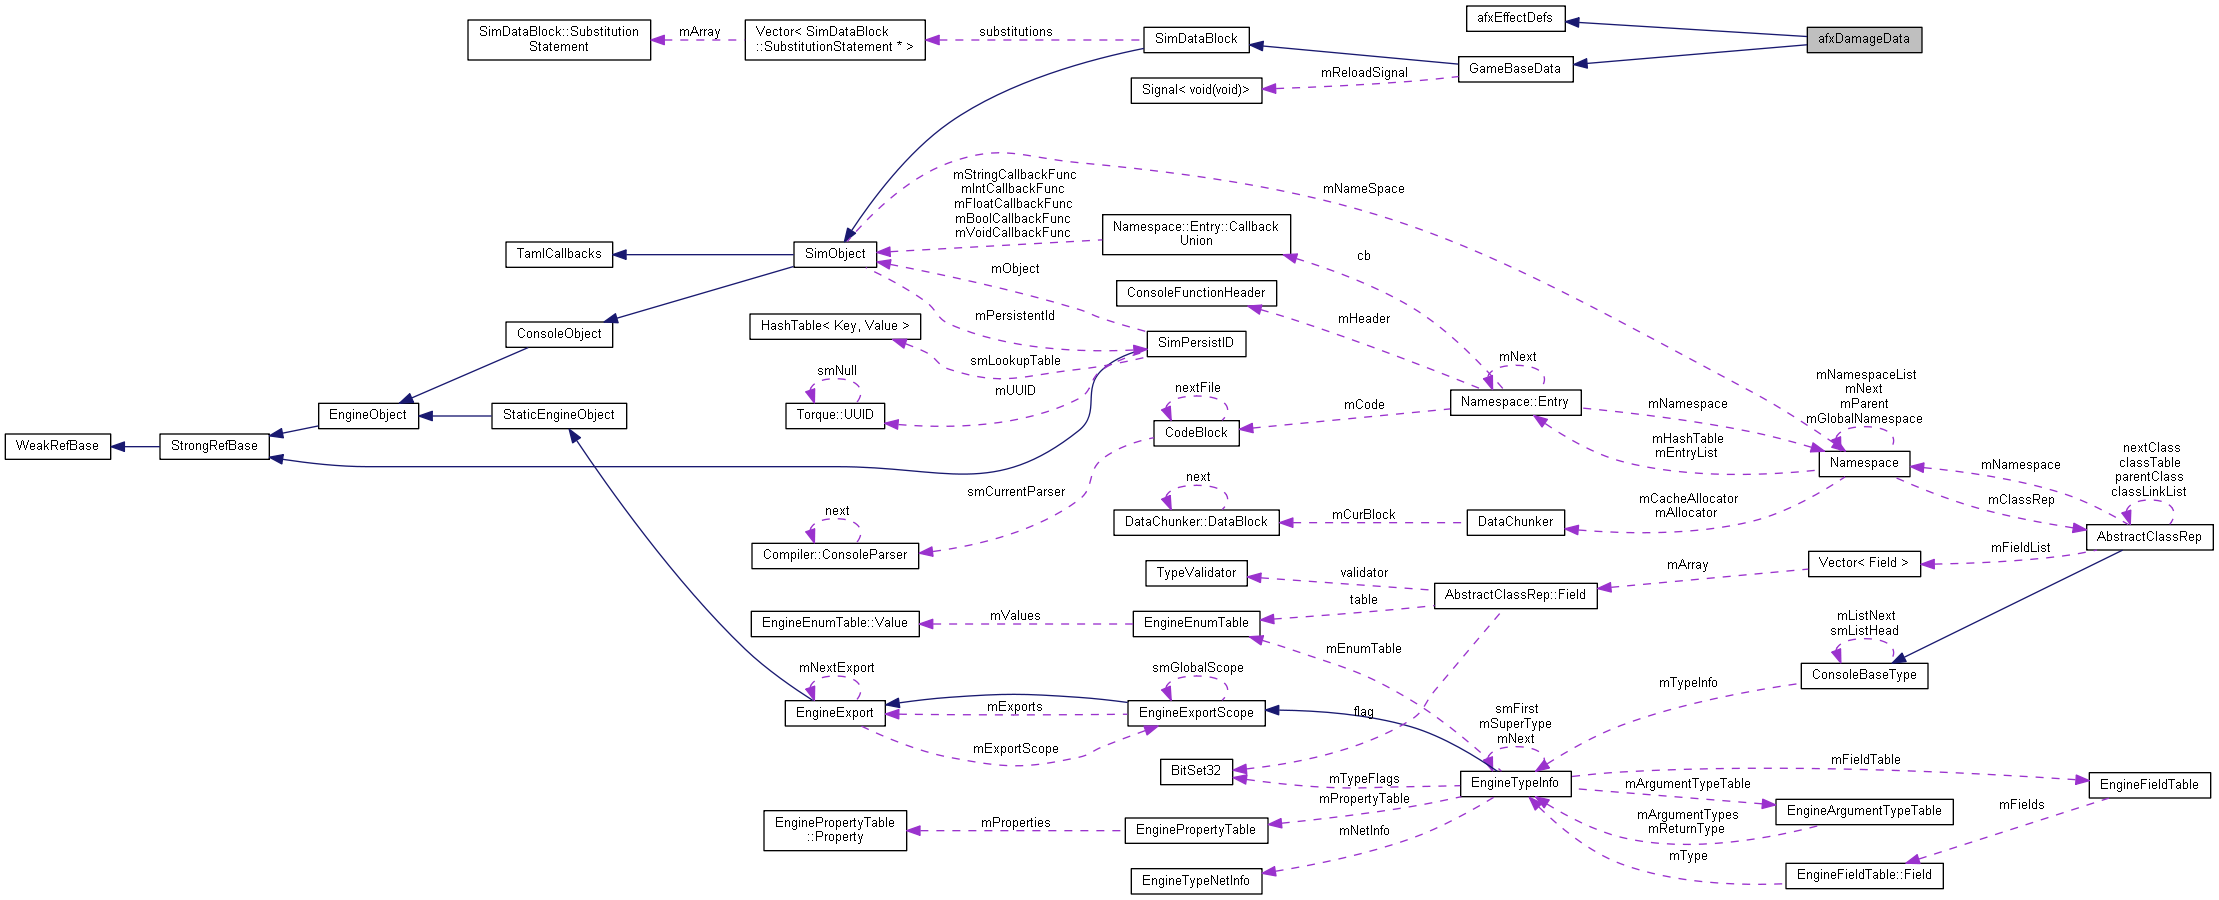 SimDataBlock::Substitution
Statement
mArray
Vector< SimDataBlock
::SubstitutionStatement * >
substitutions
SimDataBlock
afxEffectDefs
afxDamageData
GameBaseData
mReloadSignal
Signal< void(void)>
mStringCallbackFunc
mIntCallbackFunc
mFloatCallbackFunc
mBoolCallbackFunc
mVoidCallbackFunc
mNameSpace
Namespace::Entry::Callback
Union
TamlCallbacks
SimObject
cb
mObject
ConsoleFunctionHeader
mPersistentId
mHeader
HashTable< Key, Value >
ConsoleObject
SimPersistID
smLookupTable
mUUID
smNull
Torque::UUID
mNext
Namespace::Entry
nextFile
mCode
CodeBlock
mNamespace
mHashTable
mEntryList
mNamespaceList
mNext
mParent
mGlobalNamespace
Namespace
EngineObject
StaticEngineObject
WeakRefBase
StrongRefBase
mNamespace
mClassRep
nextClass
classTable
parentClass
classLinkList
AbstractClassRep
smCurrentParser
next
DataChunker::DataBlock
mCurBlock
DataChunker
mCacheAllocator
mAllocator
next
Compiler::ConsoleParser
mFieldList
Vector< Field >
mArray
TypeValidator
validator
AbstractClassRep::Field
table
EngineEnumTable::Value
mValues
EngineEnumTable
mEnumTable
mListNext
smListHead
ConsoleBaseType
mTypeInfo
mNextExport
EngineExport
mExports
mExportScope
smGlobalScope
EngineExportScope
flag
smFirst
mSuperType
mNext
EngineTypeInfo
BitSet32
mTypeFlags
mPropertyTable
mNetInfo
mFieldTable
EngineFieldTable
mArgumentTypeTable
EngineArgumentTypeTable
mArgumentTypes
mReturnType
mFields
mType
EngineFieldTable::Field
EnginePropertyTable
::Property
mProperties
EnginePropertyTable
EngineTypeNetInfo